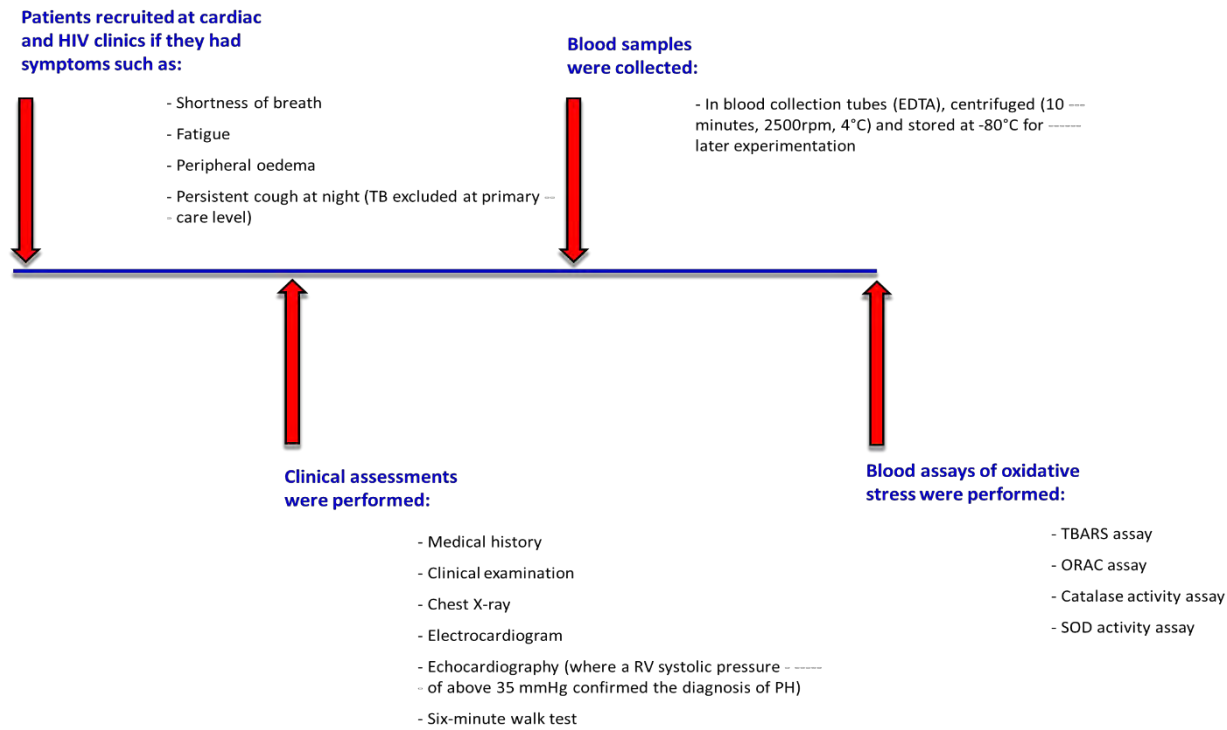 Patients recruited at cardiac
and HIV clinics if they had
symptoms such as:
- Shortness of breath
- Fatigue
- Peripheral oedema
- Persistent cough at night (TB excluded at primary ---
- care level)
Blood samples
were collected:
- In blood collection tubes (EDTA), centrifuged (10 ---
minutes, 2500rpm, 4°C) and stored at -80°C for ------
later experimentation
Clinical assessments
were performed:
- Medical history
- Clinical examination
- Chest X-ray
- Electrocardiogram
- Echocardiography (where a RV systolic pressure - -----
-- of above 35 mmHg confirmed the diagnosis of PH)
- Six-minute walk test
Blood assays of oxidative
stress were performed:
- TBARS assay
- ORAC assay
- Catalase activity assay
- SOD activity assay